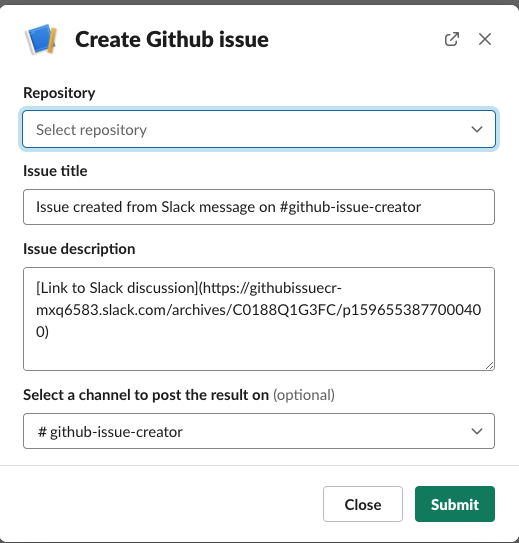 Create Github issue
Repository
Select repository
Issue title
Issue created from Slack message on #github-issue-creator
Issue description
[Link to Slack discussion](https://githubissuecr-
mxq6583.slack.com/archives/C0188Q1G3FC/p159655387700040
0)
Select a channel to post the result on (optional)
# github-issue-creator
Close Submit